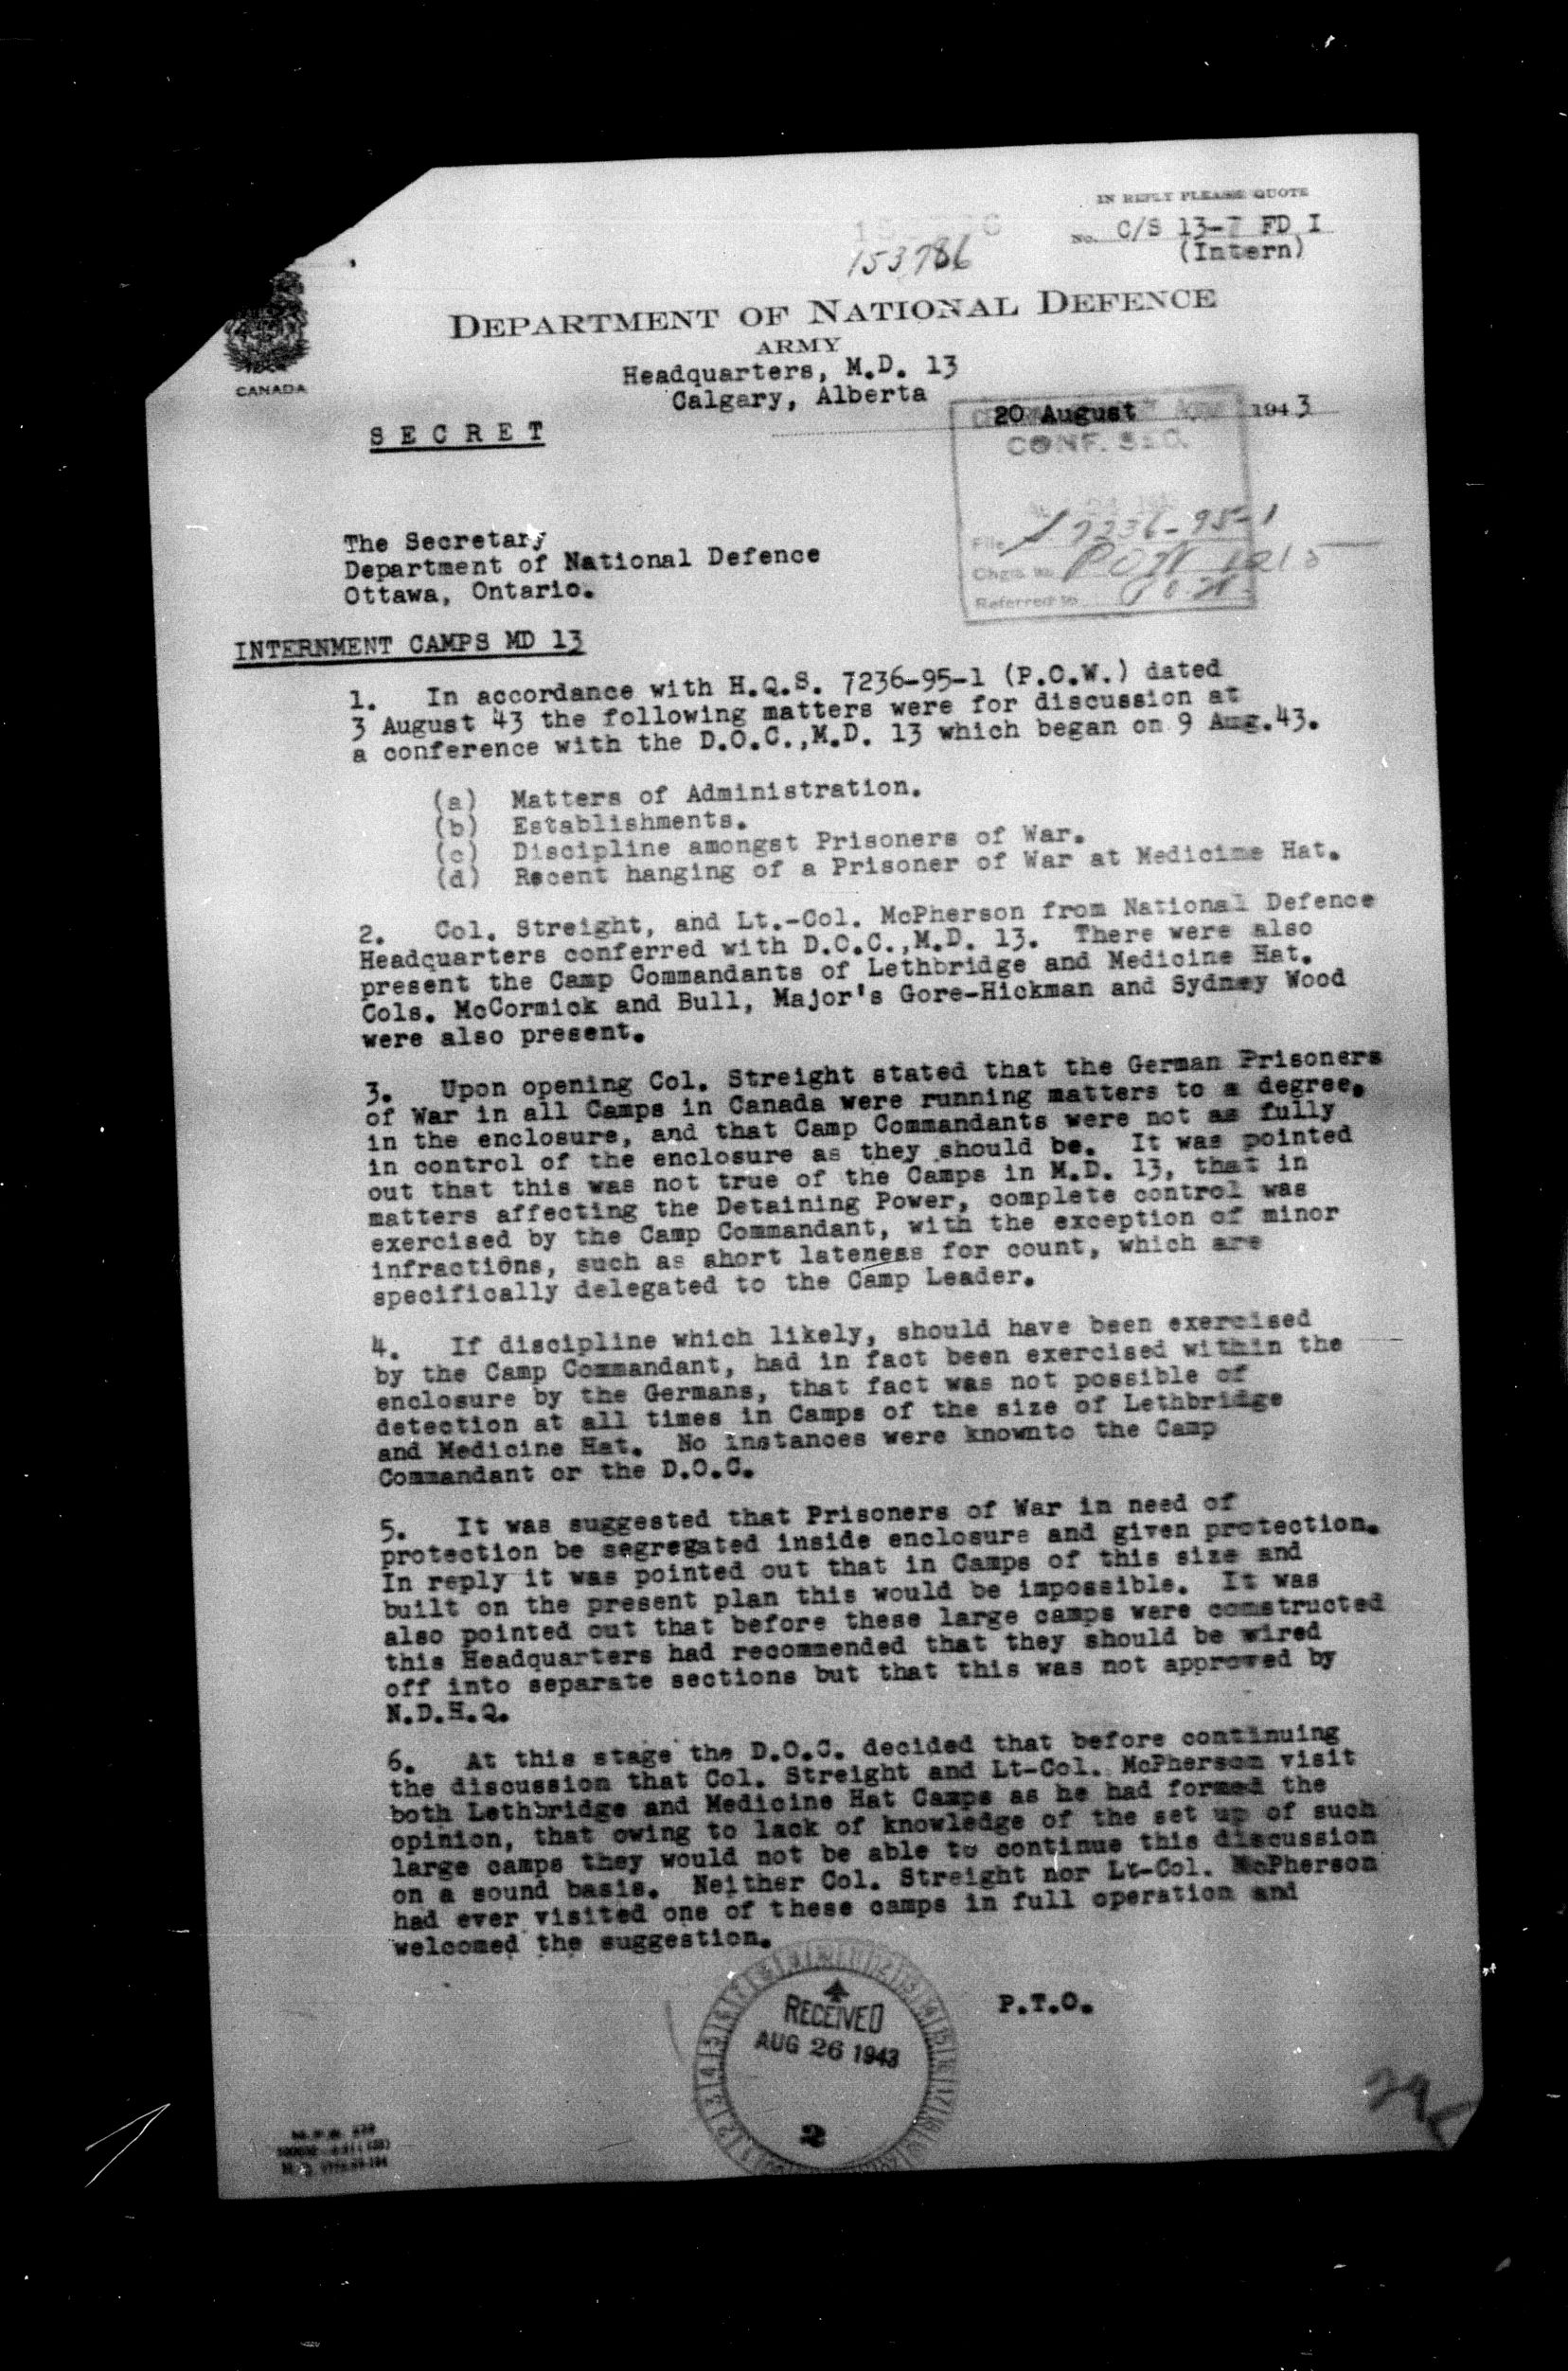 IN REPLY PLEASE QUOTE
No. C/S 13-7 FD I
(Intern)
153786
DEPARTMENT OF NATIONAL DEFENCE
ARMY
CANADA
Headquarters, M.D. 13
Calgary, Alberta
20 August 1943
CONF. SEC.
S E C R E T
File 7236-95-1
Referred to
The Secretary
Department of National Defence
Ottawa, Ontario.
INTERNMENT CAMPS MD 13
1. In accordance with H.Q.S. 7236-95-1 (P.O.W.) dated
3 August 43 the following matters were for discussion at
a conference with the D.O.C.,M.D. 13 which began on 9 Aug.43.
(a) Matters of Administration.
(b) Establishments.
(c) Discipline amongst Prisoners of War.
(d) Recent hanging of a Prisoner of War at Medicine Hat.
2. Col. Streight, and Lt.-Col. McPherson from National Defence
Headquarters conferred with D.O.C.,M.D. 13. There were also
present the Camp Commandants of Lethbridge and Medicine Hat.
Cols. McCormick and Bull, Major's Gore-Hickman and Sydney Wood
were also present.
3. Upon opening Col. Streight stated that the German Prisoners
of War in all Camps in Canada were running matters to a degree,
in the enclosure, and that Camp Commandants were not as fully
in control of the enclosure as they should be. It was pointed
out that this was not true of the Camps in M.D. 13, that in
matters affecting the Detaining Power, complete control was
exercised by the Camp Commandant, with the exception of minor
infractions, such as short lateness for count, which are
specifically delegated to the Camp Leader.
4. If discipline which likely, should have been exercised
by the Camp Commandant, had in fact been exercised within the
enclosure by the Germans, that fact was not possible of
detection at all times in Camps of the size of Lethbridge
and Medicine Hat. No instances were knownto the Camp
Commandant or the D.O.C.
5. It was suggested that Prisoners of War in need of
protection be segregated inside enclosure and given protection.
In reply it was pointed out that in Camps of this size and
built on the present plan this would be impossible. It was
also pointed out that before these large camps were constructed
this Headquarters had recommended that they should be wired
off into separate sections but that this was not approved by
N.D.H.Q.
6. At this stage the D.O.C. decided that before continuing
the discussion that Col. Streight and Lt-Col. McPherson visit
both Lethbridge and Medicine Hat Camps as he had formed the
opinion, that owing to lack of knowledge of the set up of such
large camps they would not be able to continue this discussion
on a sound basis. Neither Col. Streight nor Lt-Col. McPherson
had ever visited one of these camps in full operation and
welcomed the suggestion.
P.T.O.
RECEIVED
AUG 26 1943
2